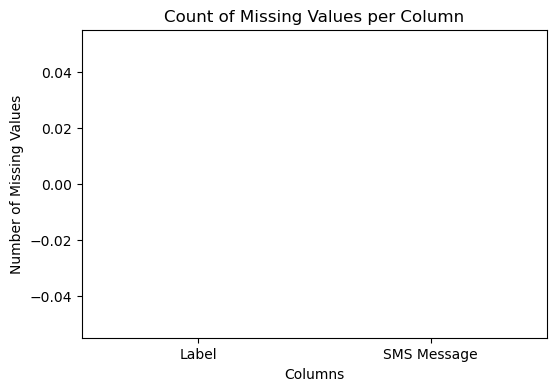 Count of Missing Values per Column
Number of Missing Values
0.04
0.02
0.00
−0.02
−0.04
Label
SMS Message
Columns